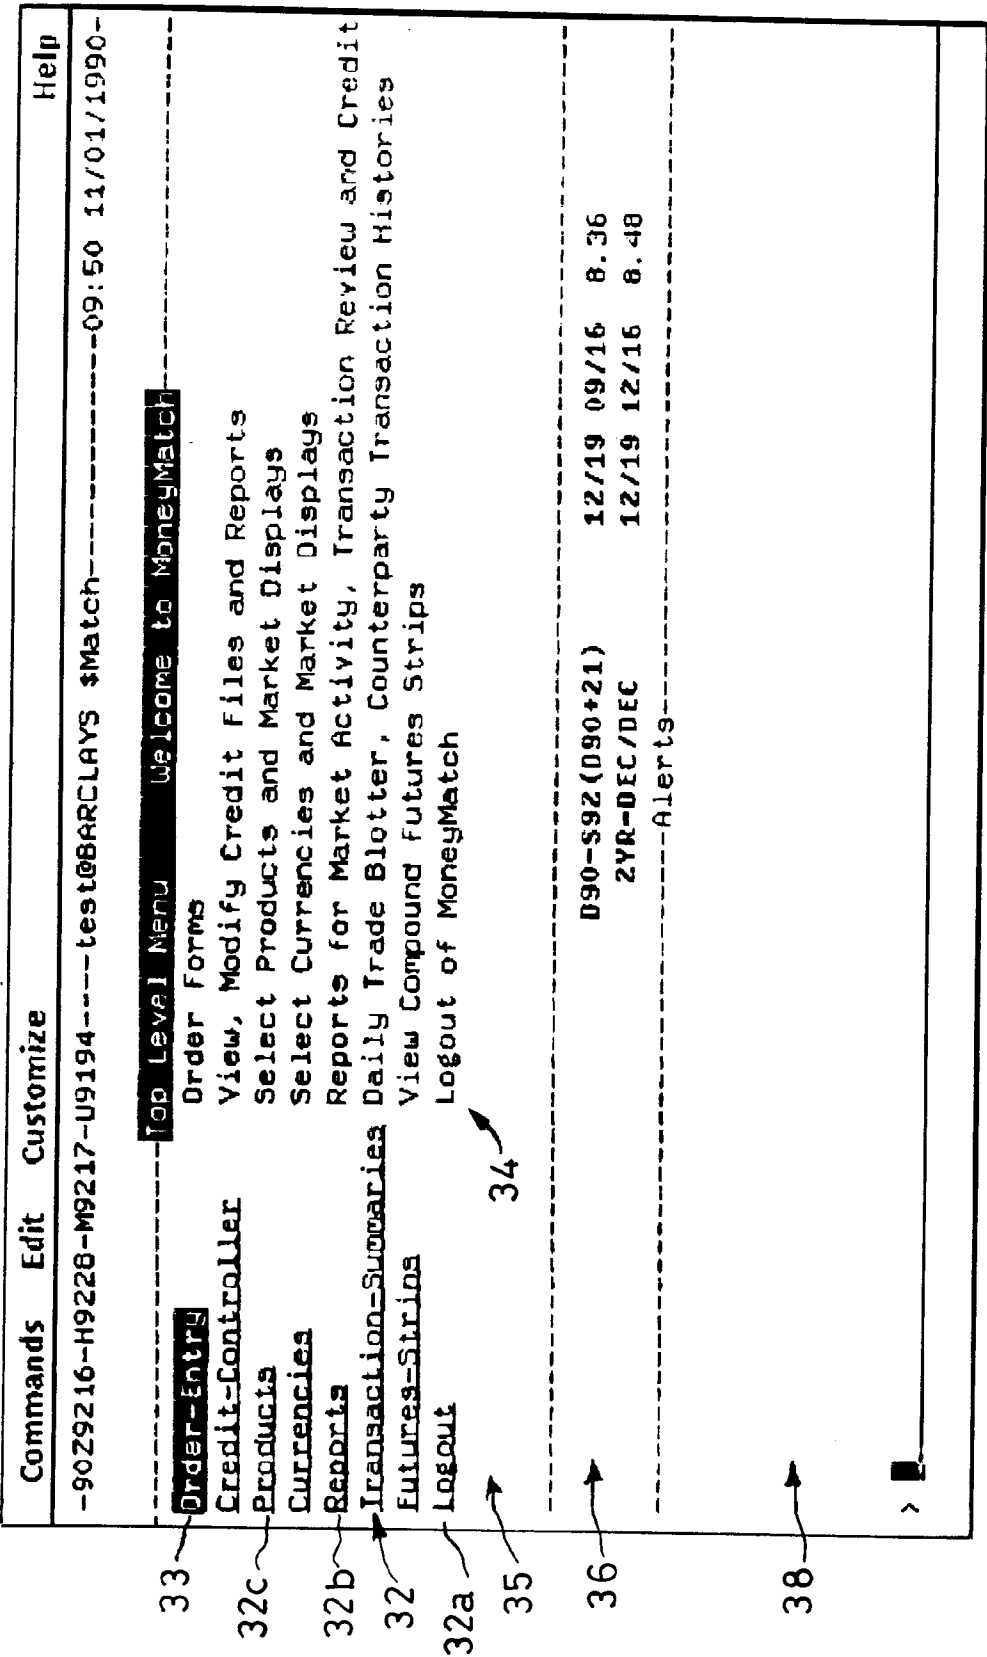 Commands Edit Customize Help
-90Z9216-H9228-M9217-U9194----test@BARCLAYS $Match------------09:50 11/01/1990-
Top Level Menu Welcome to MoneyMatch
33 Order-Entry Order Forms
Credit-Controller View, Modify Credit Files and Reports
32c Products Select Products and Market Displays
Currencies Select Currencies and Market Displays
32b Reports Reports for Market Activity, Transaction Review and Credit
32 Transaction-Summaries Daily Trade Blotter, Counterparty Transaction Histories
Futures-Strips View Compound Futures Strips
32a Logout Logout of MoneyMatch
34
35
36 D90-S92(D90+21) 12/19 09/16 8.36
2YR-DEC/DEC 12/19 12/16 8.48
Alerts
38
>